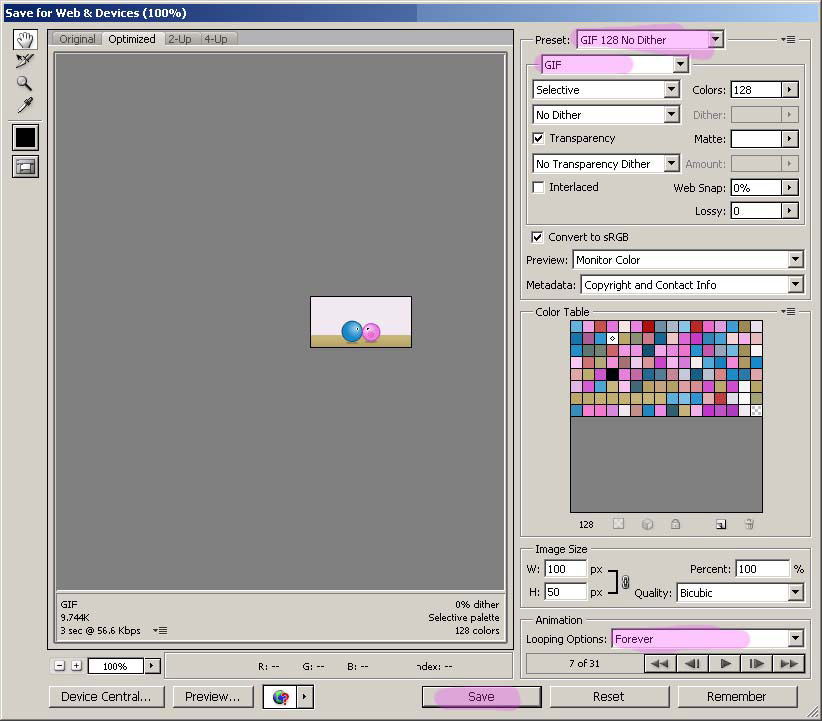 Save for Web & Devices (100%)
Original Optimized 2-Up 4-Up
Preset: GIF 128 No Dither
GIF
Selective Colors: 128
No Dither Dither:
Transparency Matte:
No Transparency Dither Amount:
Interlaced Web Snap: 0%
Lossy: 0
Convert to sRGB
Preview: Monitor Color
Metadata: Copyright and Contact Info
Color Table
128
Image Size
W: 100 px Percent: 100 %
H: 50 px Quality: Bicubic
GIF 0% dither
9.744K Selective palette
3 sec @ 56.6 Kbps 128 colors
Animation
Looping Options: Forever
7 of 31
100% R: -- G: -- B: -- ndex: --
Device Central... Preview... Save Reset Remember